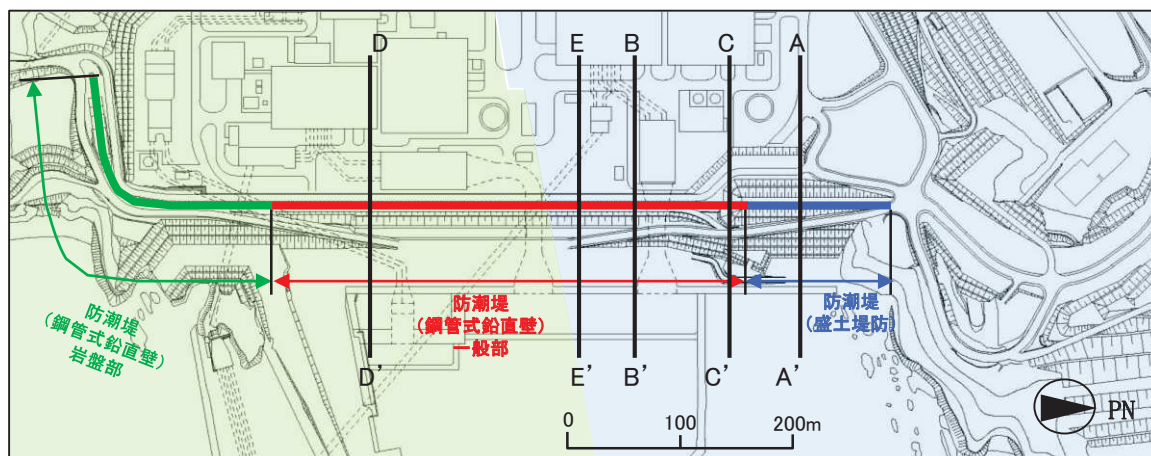 D
E
B
C
A
防潮堤
(鋼管式鉛直壁)
岩盤部
防潮堤
(鋼管式鉛直壁)
一般部
防潮堤
(盛土堤防)
D'
E'
B'
C'
A'
0
100
200m
PN